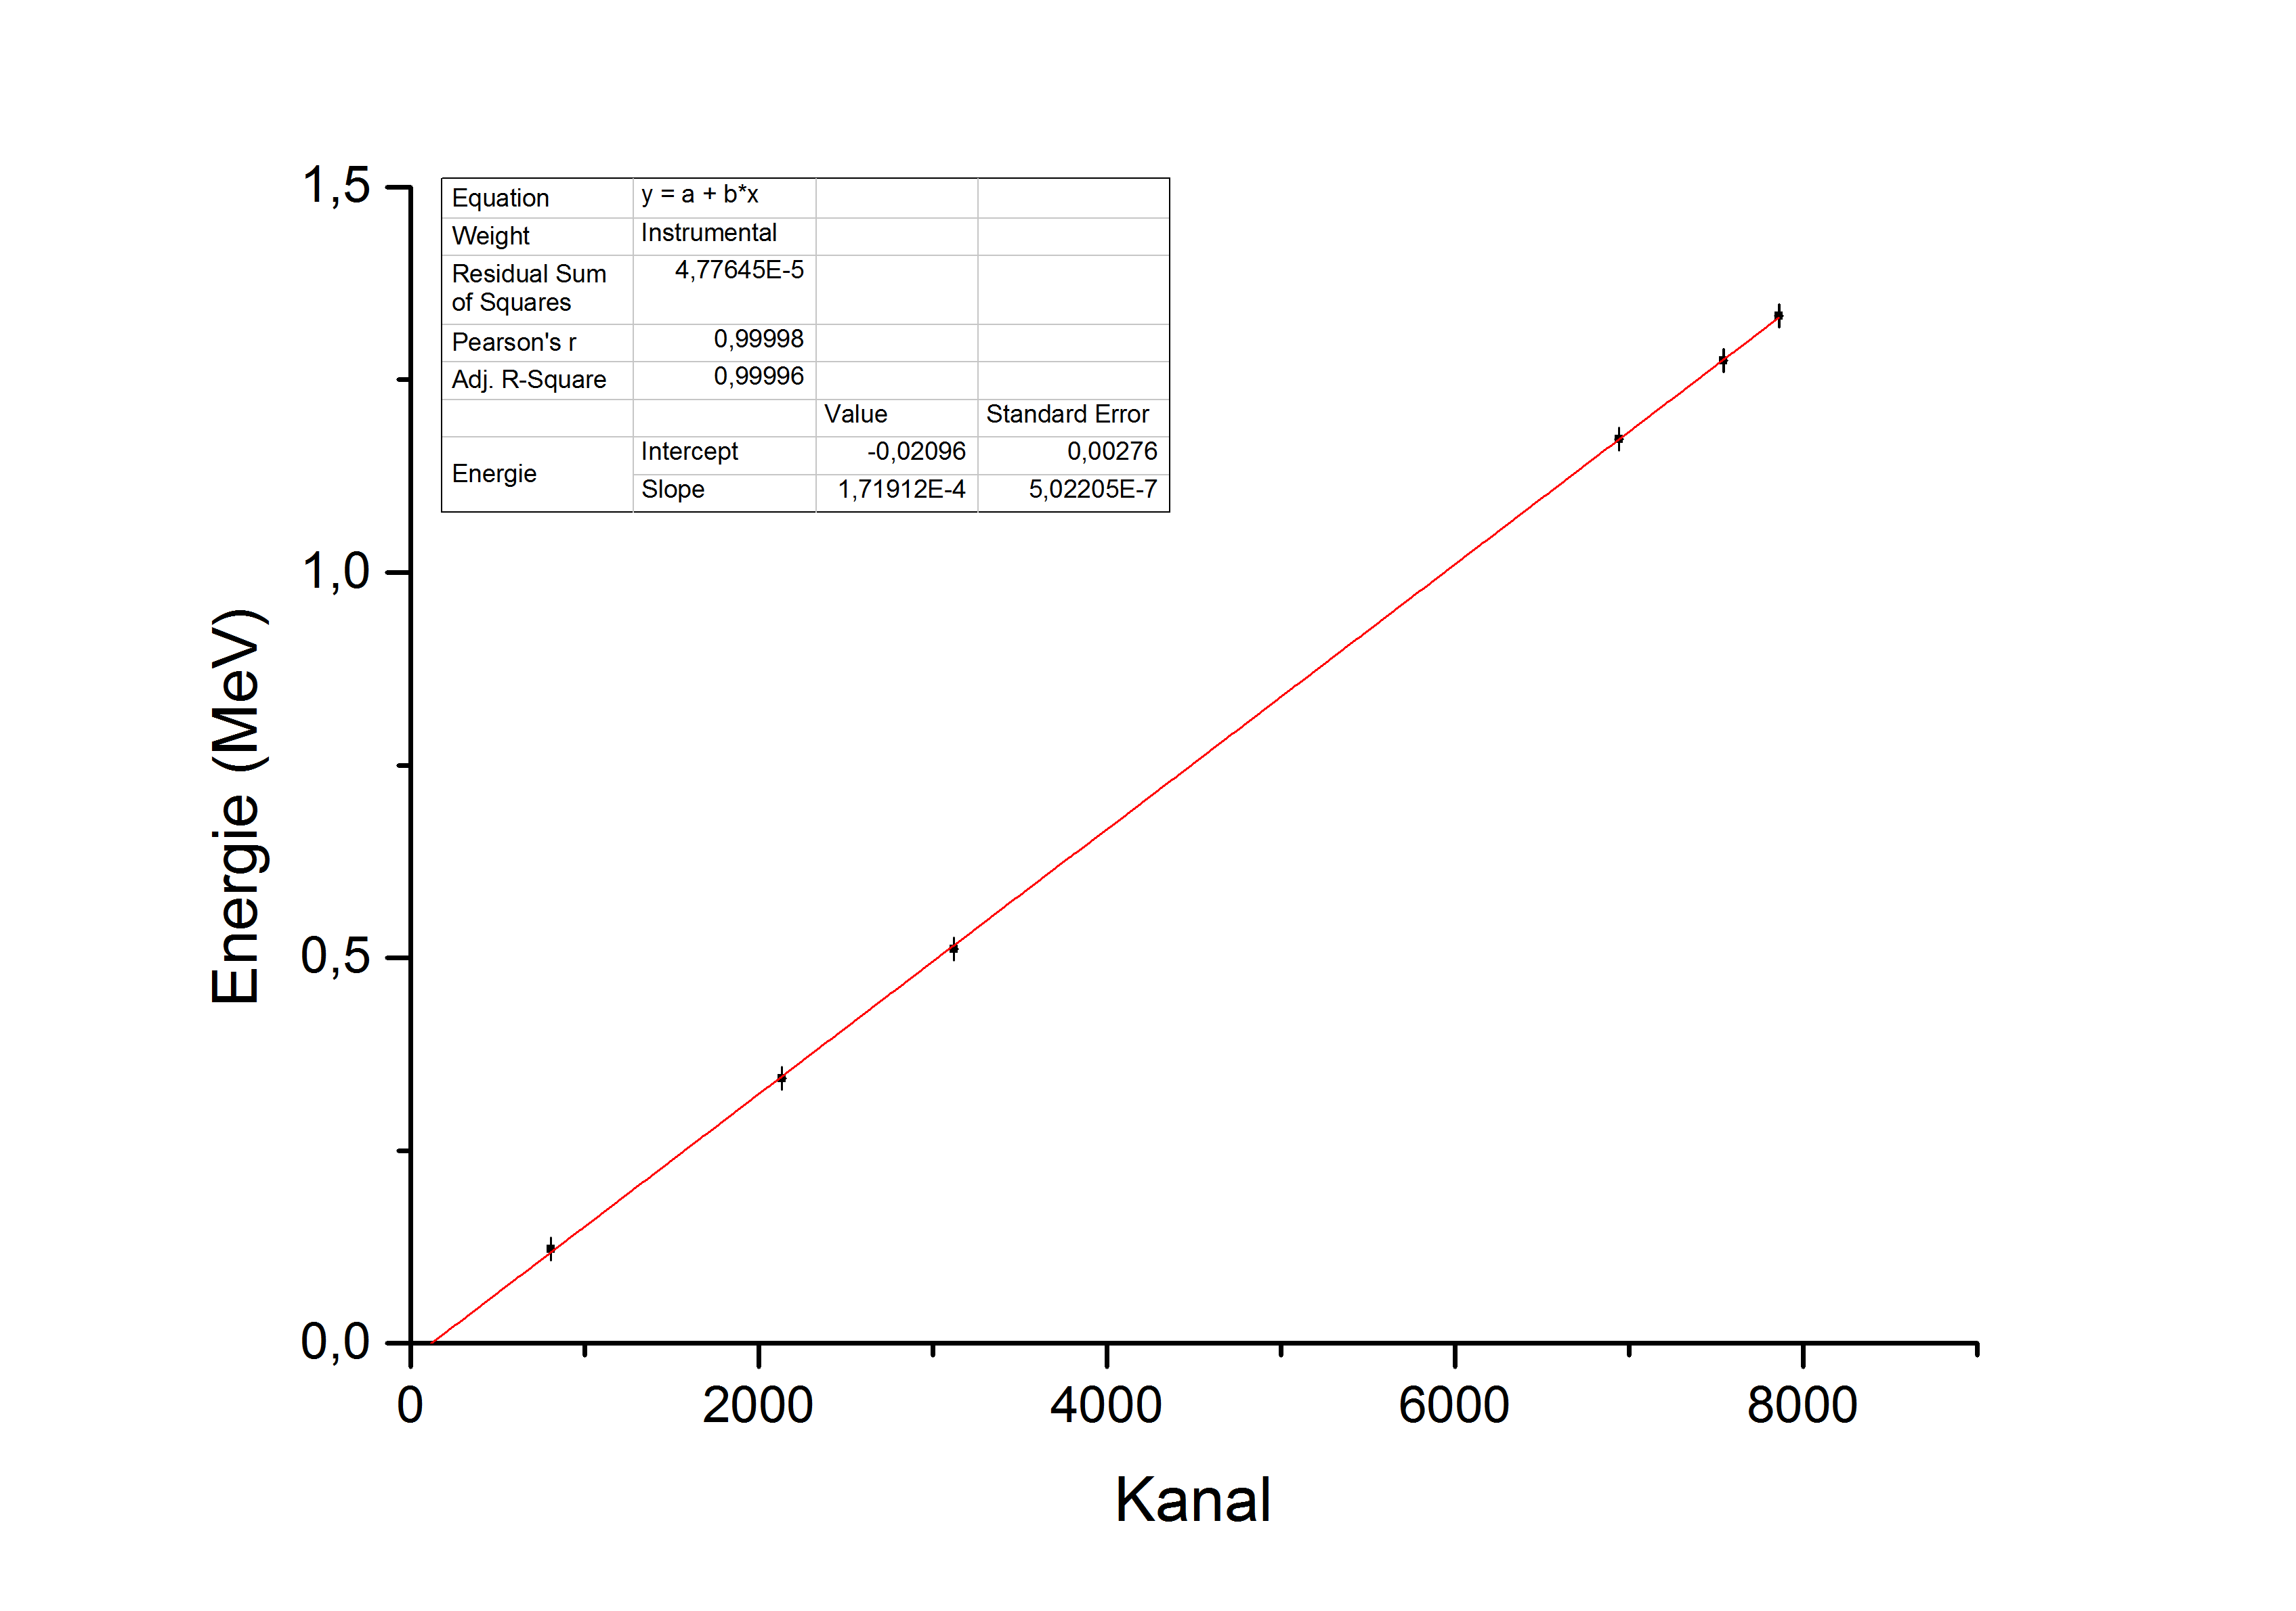 1,5
1,0
0,5
0,0
Energie (MeV)
Equation y = a + b*x
Weight Instrumental
Residual Sum of Squares 4,77645E-5
Pearson's r 0,99998
Adj. R-Square 0,99996
Value Standard Error
Energie Intercept -0,02096 0,00276
Slope 1,71912E-4 5,02205E-7
0 2000 4000 6000 8000
Kanal